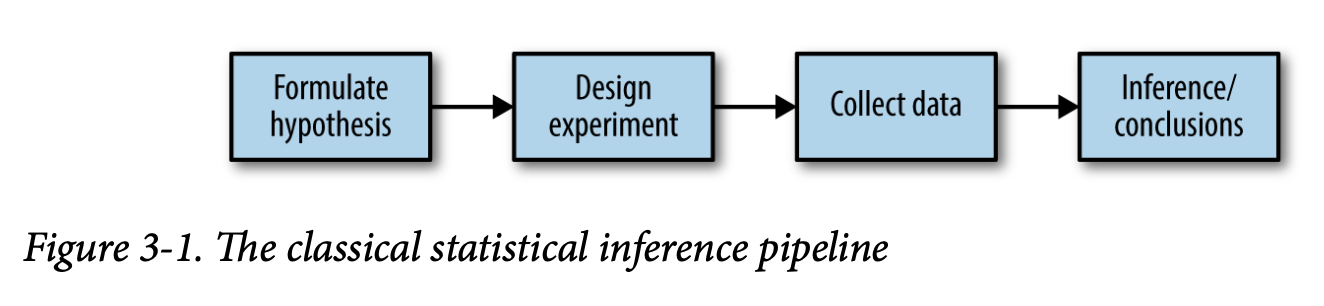 Formulate
hypothesis
Design
experiment
Collect data
Inference/
conclusions
Figure 3-1. The classical statistical inference pipeline